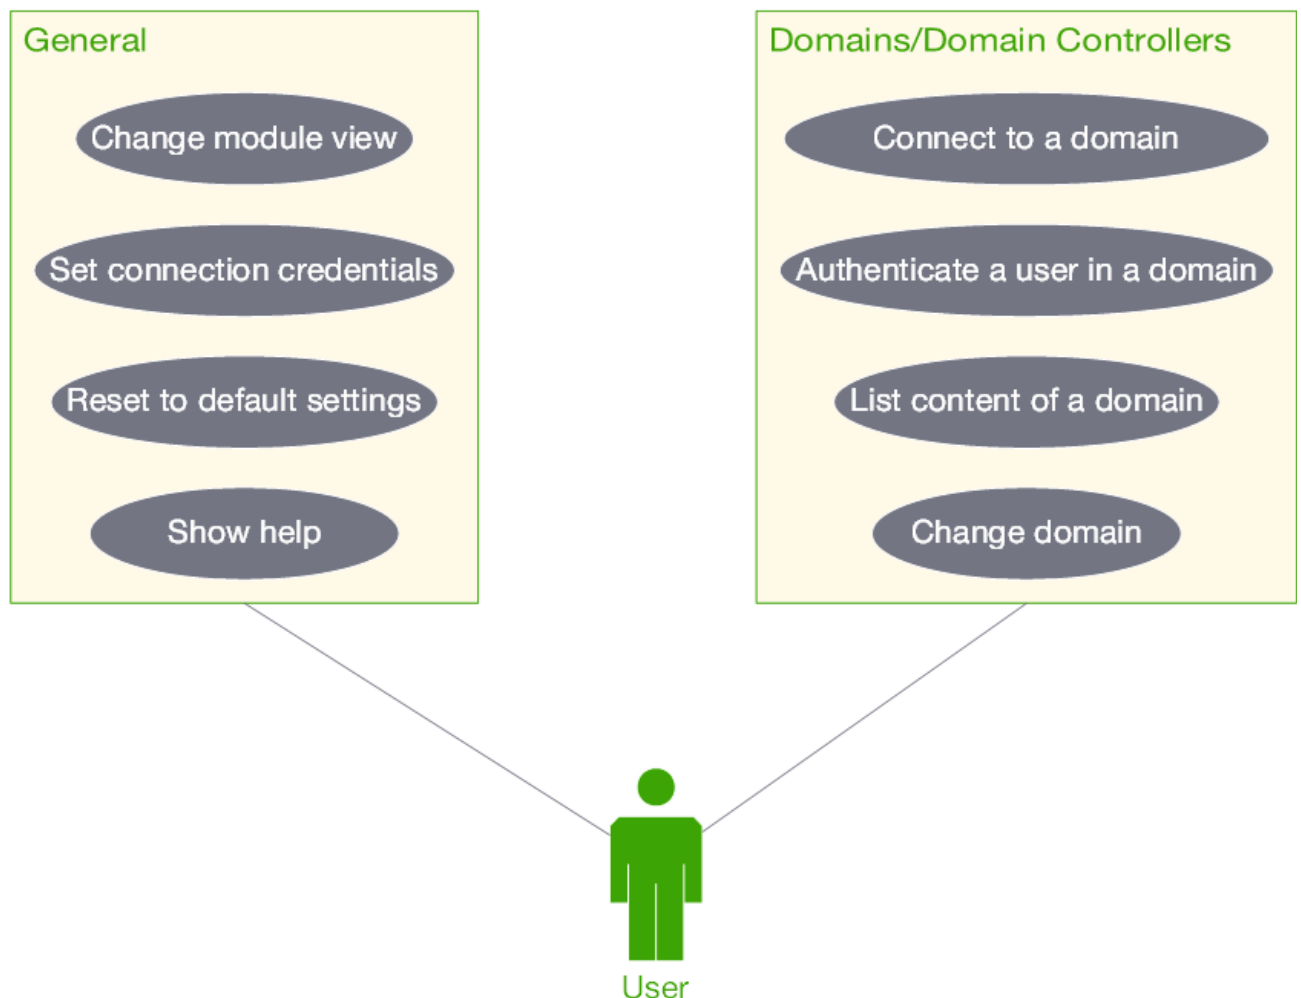 General
Change module view
Set connection credentials
Reset to default settings
Show help
Domains/Domain Controllers
Connect to a domain
Authenticate a user in a domain
List content of a domain
Change domain
User